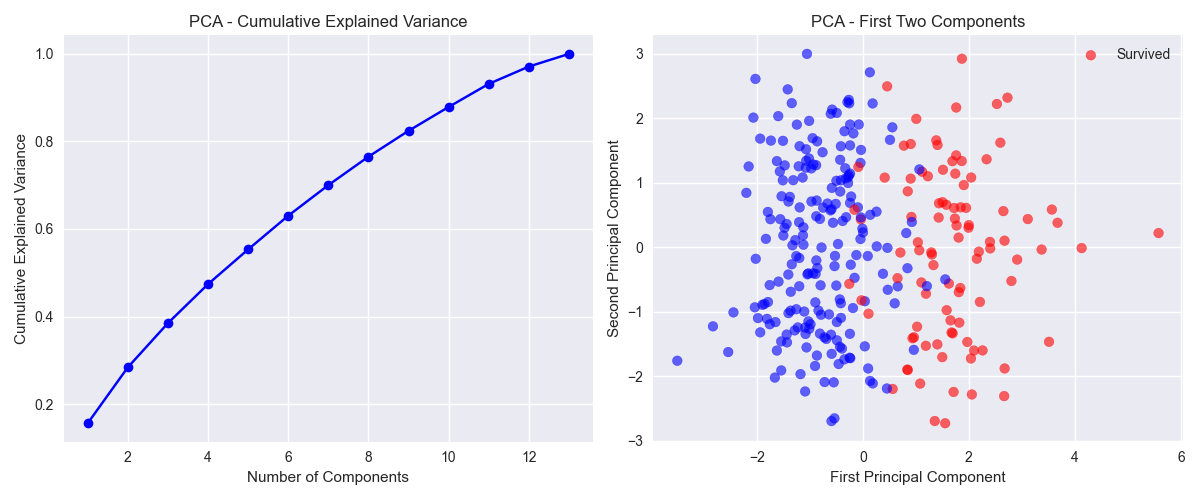 PCA - Cumulative Explained Variance
Cumulative Explained Variance
1.0
0.8
0.6
0.4
0.2
2 4 6 8 10 12
Number of Components
PCA - First Two Components
Survived
Second Principal Component
3
2
1
0
−1
−2
−3
−2 0 2 4 6
First Principal Component